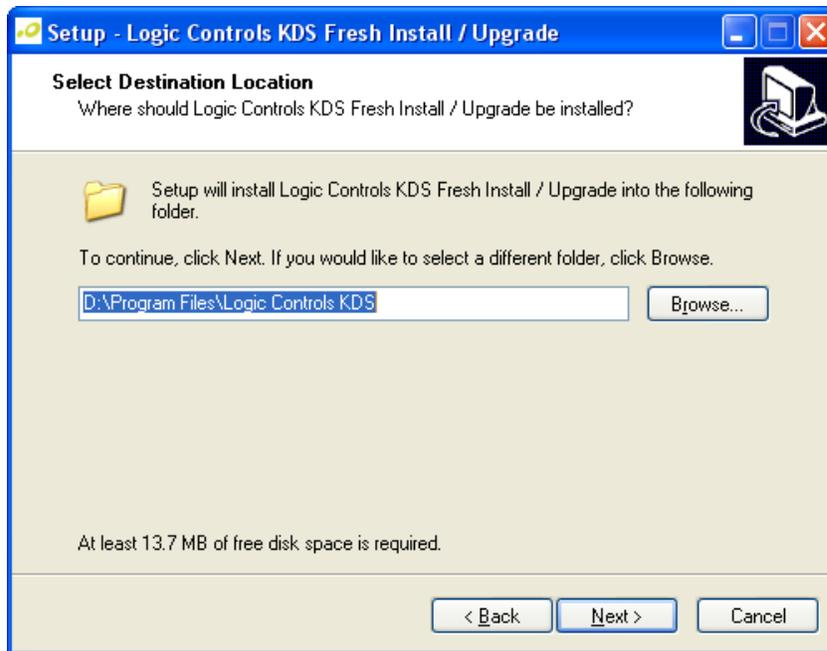 Setup - Logic Controls KDS Fresh Install / Upgrade
Select Destination Location
Where should Logic Controls KDS Fresh Install / Upgrade be installed?
Setup will install Logic Controls KDS Fresh Install / Upgrade into the following
folder.
To continue, click Next. If you would like to select a different folder, click Browse.
D:\Program Files\Logic Controls KDS
Browse...
At least 13.7 MB of free disk space is required.
< Back
Next >
Cancel